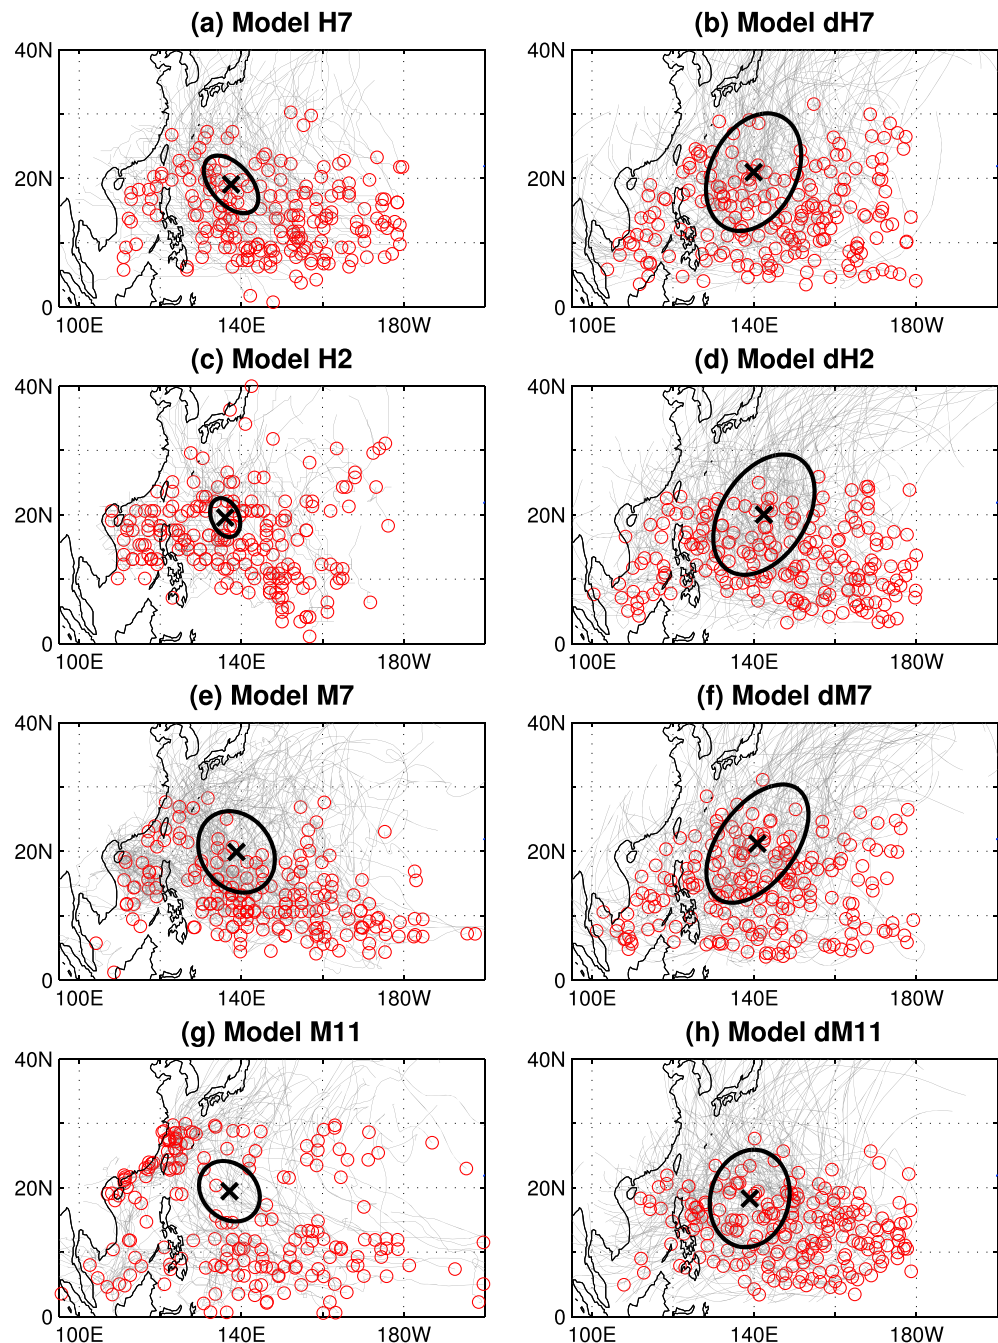 (a) Model H7
(b) Model dH7
40N
20N
0
100E 140E 180W
40N
20N
0
100E 140E 180W
(c) Model H2
(d) Model dH2
40N
20N
0
100E 140E 180W
40N
20N
0
100E 140E 180W
(e) Model M7
(f) Model dM7
40N
20N
0
100E 140E 180W
40N
20N
0
100E 140E 180W
(g) Model M11
(h) Model dM11
40N
20N
0
100E 140E 180W
40N
20N
0
100E 140E 180W